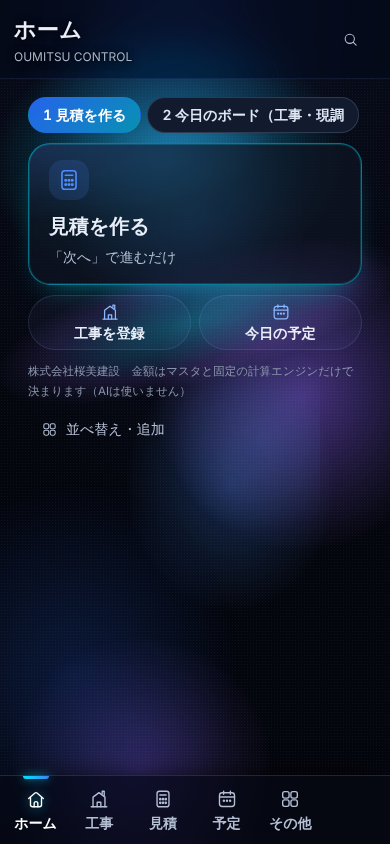 ホーム
OUMITSU CONTROL
1 見積を作る
2 今日のボード（工事・現調
見積を作る
「次へ」で進むだけ
工事を登録
今日の予定
株式会社桜美建設　金額はマスタと固定の計算エンジンだけで
決まります（AIは使いません）
並べ替え・追加
ホーム
工事
見積
予定
その他